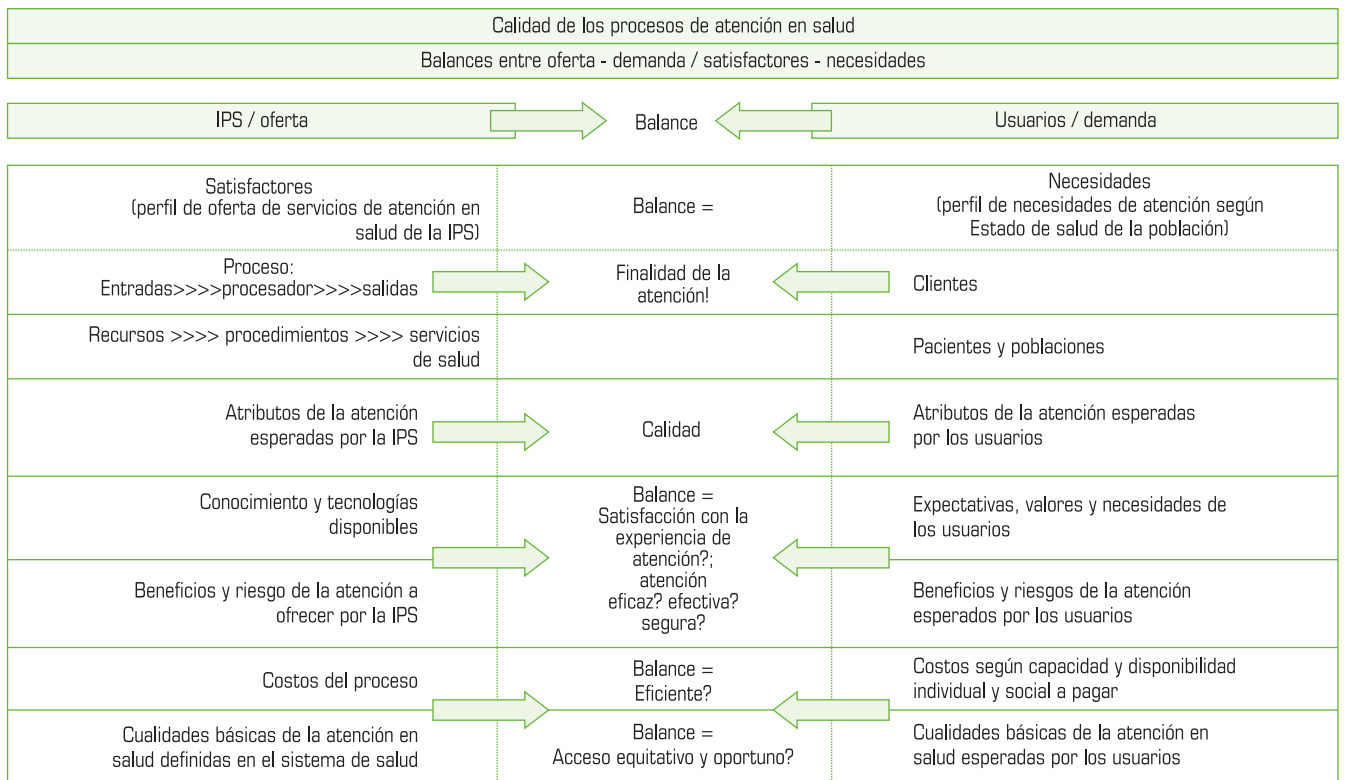 Calidad de los procesos de atención en salud
Balances entre oferta - demanda / satisfactores - necesidades
IPS / oferta
Balance
Usuarios / demanda
Satisfactores
(perfil de oferta de servicios de atención en
salud de la IPS)
Balance =
Necesidades
(perfil de necesidades de atención según
Estado de salud de la población)
Proceso:
Entradas>>>>procesador>>>>salidas
Finalidad de la
atención!
Clientes
Recursos >>>> procedimientos >>>> servicios
de salud
Pacientes y poblaciones
Atributos de la atención
esperadas por la IPS
Calidad
Atributos de la atención esperadas
por los usuarios
Conocimiento y tecnologías
disponibles
Balance =
Satisfacción con la
experiencia de
atención?;
atención
eficaz? efectiva?
segura?
Expectativas, valores y necesidades de
los usuarios
Beneficios y riesgo de la atención a
ofrecer por la IPS
Beneficios y riesgos de la atención
esperados por los usuarios
Costos del proceso
Balance =
Eficiente?
Costos según capacidad y disponibilidad
individual y social a pagar
Cualidades básicas de la atención en
salud definidas en el sistema de salud
Balance =
Acceso equitativo y oportuno?
Cualidades básicas de la atención en
salud esperadas por los usuarios